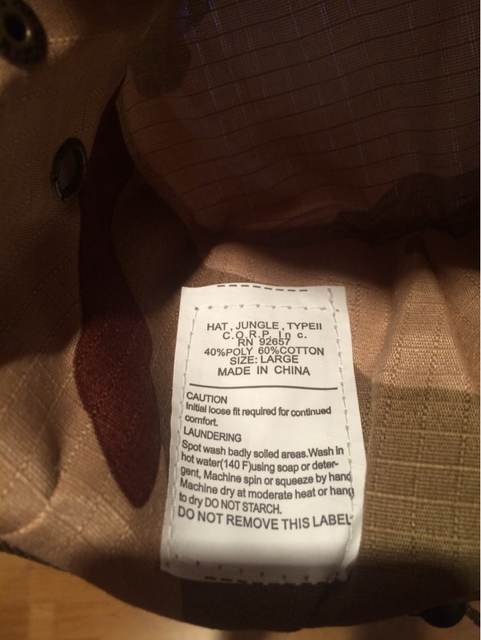 HAT, JUNGLE, TYPEII
C.O.R.P. Inc.
RN 92657
40%POLY 60%COTTON
SIZE: LARGE
MADE IN CHINA
CAUTION
Initial loose fit required for continued
comfort.
LAUNDERING
Spot wash badly soiled areas.Wash in
hot water(140 F)using soap or deter-
gent, Machine spin or squeeze by hand
Machine dry at moderate heat or hang
to dry DO NOT STARCH.
DO NOT REMOVE THIS LABEL